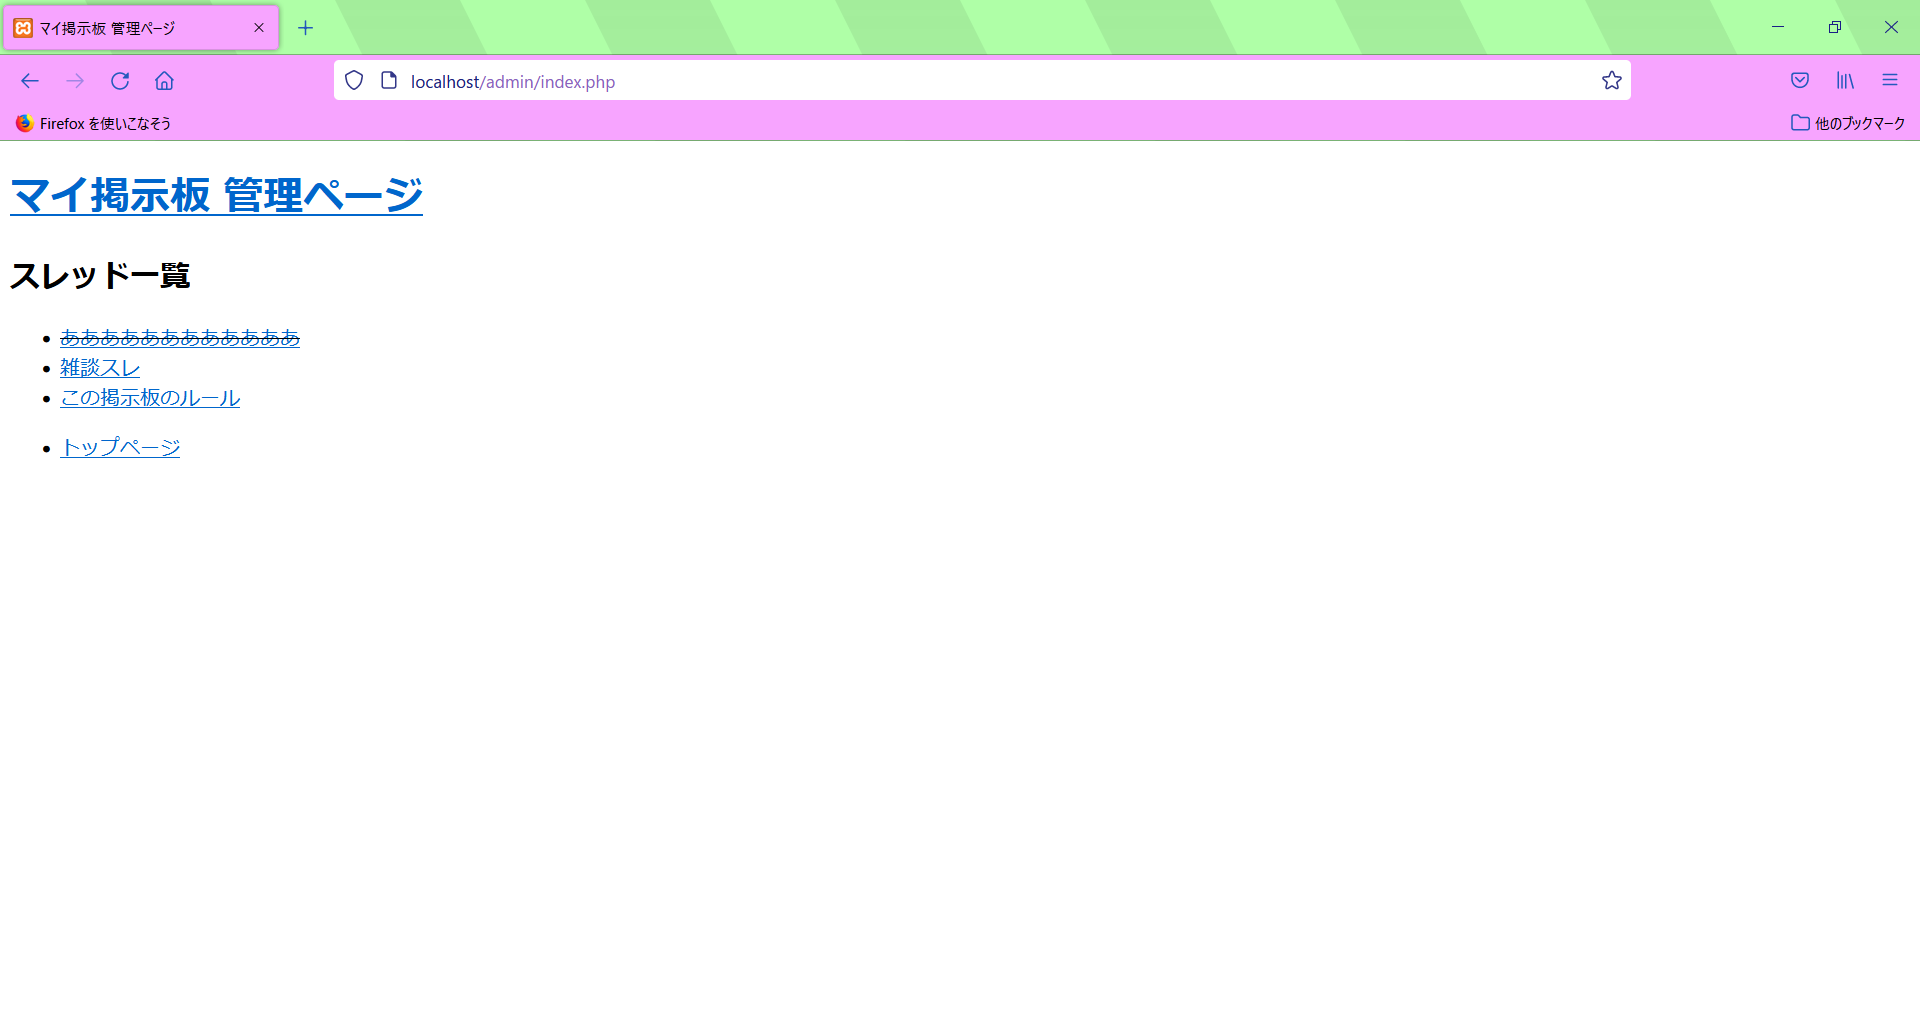 マイ掲示板 管理ページ
localhost/admin/index.php
Firefox を使いこなそう
他のブックマーク
マイ掲示板 管理ページ
スレッド一覧
ああああああああああああ
雑談スレ
この掲示板のルール
トップページ